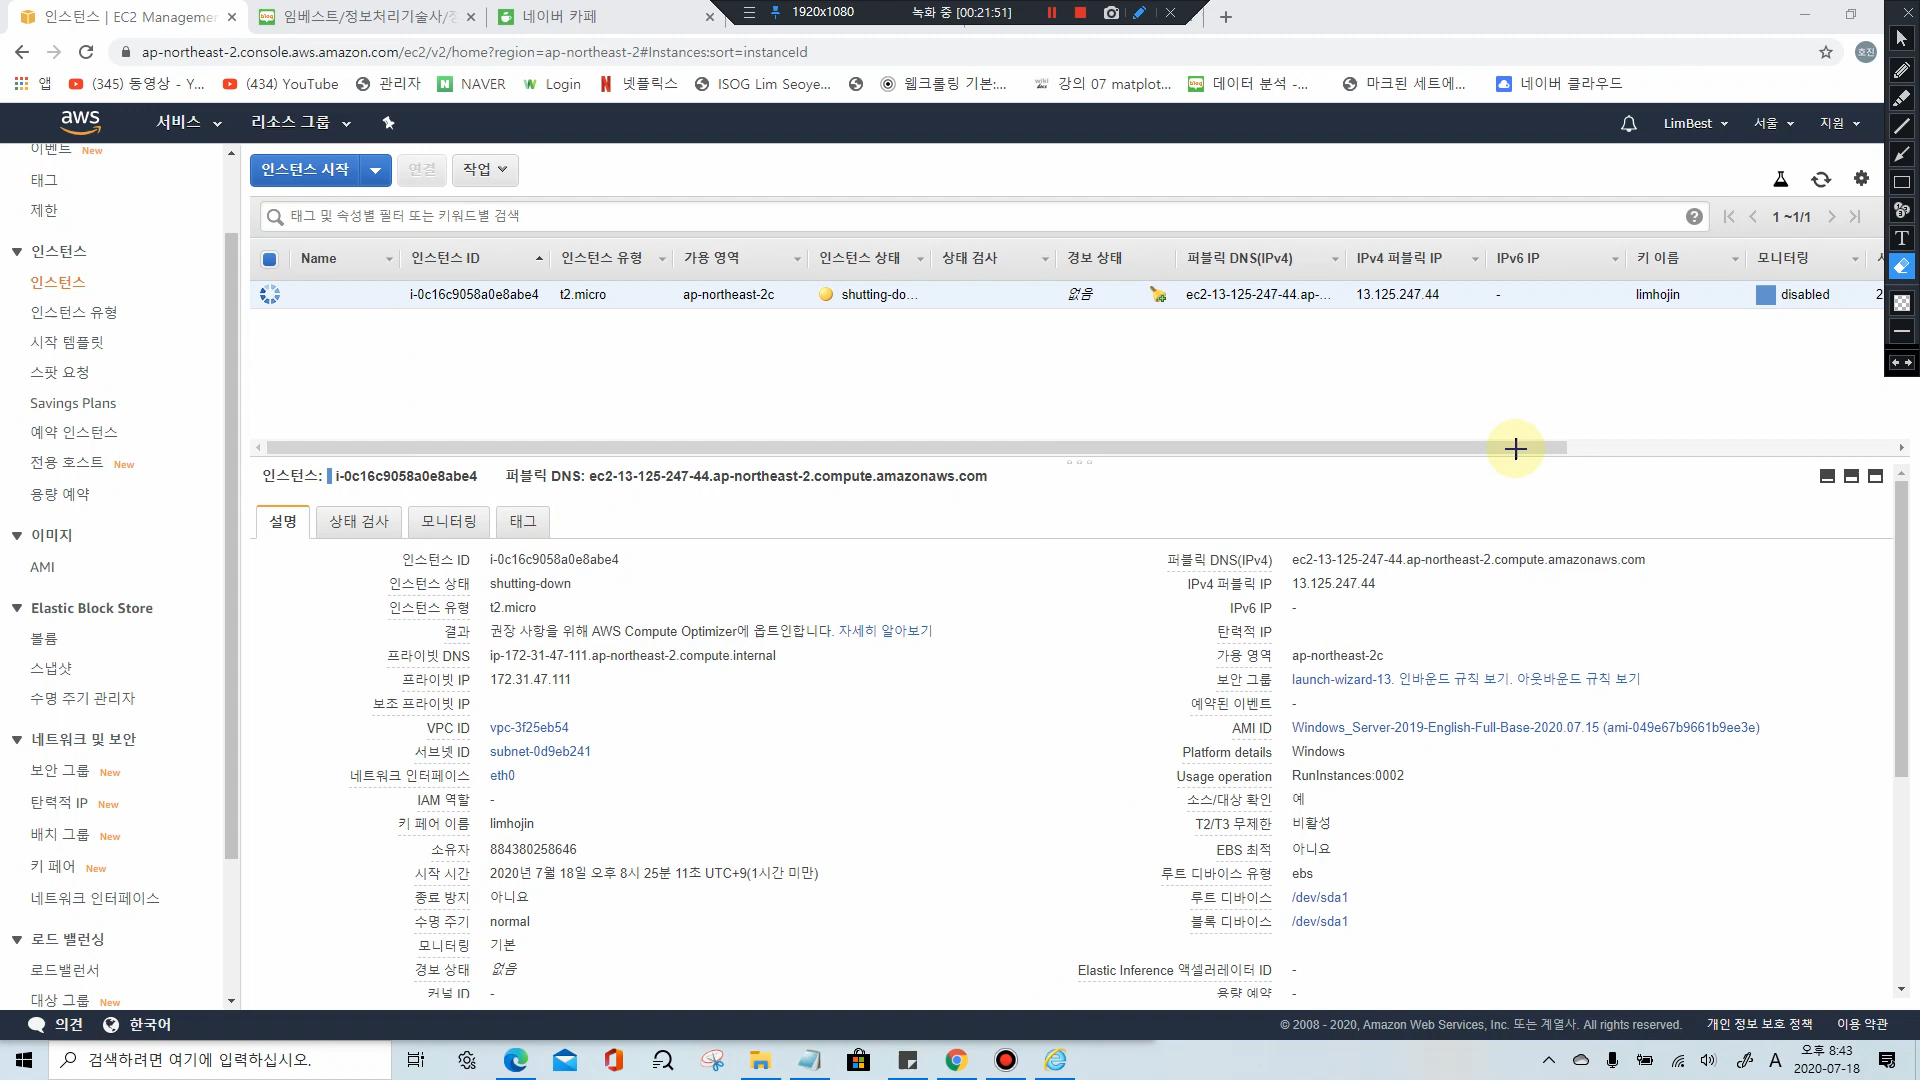 인스턴스 | EC2 Managemen
임베스트/정보처리기술사/정
네이버 카페
1920x1080
녹화 중 [00:21:51]
ap-northeast-2.console.aws.amazon.com/ec2/v2/home?region=ap-northeast-2#Instances:sort=instanceId
호진
앱
(345) 동영상 - Y...
(434) YouTube
관리자
NAVER
Login
넷플릭스
ISOG Lim Seoye...
웹크롤링 기본:...
강의 07 matplot...
데이터 분석 -...
마크된 세트에...
네이버 클라우드
aws
서비스
리소스 그룹
LimBest
서울
지원
이벤트 New
태그
제한
인스턴스
인스턴스
인스턴스 유형
시작 템플릿
스팟 요청
Savings Plans
예약 인스턴스
전용 호스트 New
용량 예약
이미지
AMI
Elastic Block Store
볼륨
스냅샷
수명 주기 관리자
네트워크 및 보안
보안 그룹 New
탄력적 IP New
배치 그룹 New
키 페어 New
네트워크 인터페이스
로드 밸런싱
로드밸런서
대상 그룹 New
인스턴스 시작
연결
작업
태그 및 속성별 필터 또는 키워드별 검색
1 ~1/1
Name 인스턴스 ID 인스턴스 유형 가용 영역 인스턴스 상태 상태 검사 경보 상태 퍼블릭 DNS(IPv4) IPv4 퍼블릭 IP IPv6 IP 키 이름 모니터링
i-0c16c9058a0e8abe4 t2.micro ap-northeast-2c shutting-do... 없음 ec2-13-125-247-44.ap-... 13.125.247.44 - limhojin disabled 2
인스턴스: i-0c16c9058a0e8abe4 퍼블릭 DNS: ec2-13-125-247-44.ap-northeast-2.compute.amazonaws.com
설명 상태 검사 모니터링 태그
인스턴스 ID i-0c16c9058a0e8abe4
인스턴스 상태 shutting-down
인스턴스 유형 t2.micro
결과 권장 사항을 위해 AWS Compute Optimizer에 옵트인합니다. 자세히 알아보기
프라이빗 DNS ip-172-31-47-111.ap-northeast-2.compute.internal
프라이빗 IP 172.31.47.111
보조 프라이빗 IP
VPC ID vpc-3f25eb54
서브넷 ID subnet-0d9eb241
네트워크 인터페이스 eth0
IAM 역할 -
키 페어 이름 limhojin
소유자 884380258646
시작 시간 2020년 7월 18일 오후 8시 25분 11초 UTC+9(1시간 미만)
종료 방지 아니요
수명 주기 normal
모니터링 기본
경보 상태 없음
커널 ID -
퍼블릭 DNS(IPv4) ec2-13-125-247-44.ap-northeast-2.compute.amazonaws.com
IPv4 퍼블릭 IP 13.125.247.44
IPv6 IP -
탄력적 IP
가용 영역 ap-northeast-2c
보안 그룹 launch-wizard-13. 인바운드 규칙 보기. 아웃바운드 규칙 보기
예약된 이벤트 -
AMI ID Windows_Server-2019-English-Full-Base-2020.07.15 (ami-049e67b9661b9ee3e)
Platform details Windows
Usage operation RunInstances:0002
소스/대상 확인 예
T2/T3 무제한 비활성
EBS 최적 아니요
루트 디바이스 유형 ebs
루트 디바이스 /dev/sda1
블록 디바이스 /dev/sda1
Elastic Inference 액셀러레이터 ID -
용량 예약 -
의견
한국어
© 2008 - 2020, Amazon Web Services, Inc. 또는 계열사. All rights reserved.
개인 정보 보호 정책
이용 약관
검색하려면 여기에 입력하십시오.
A
오후 8:43
2020-07-18